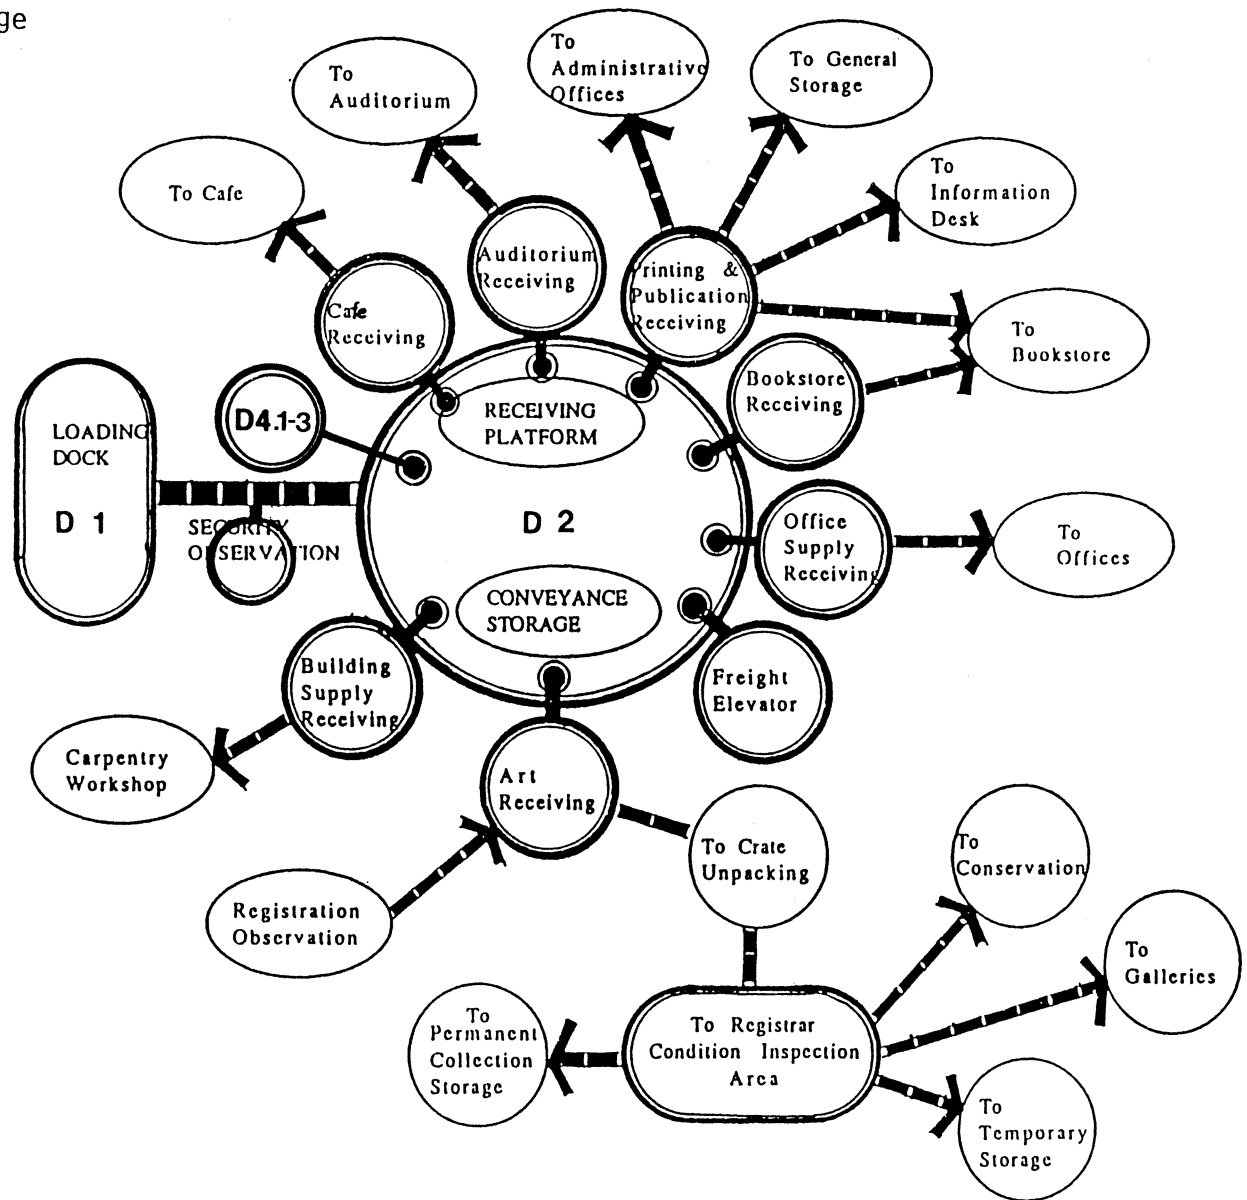 ge
To
Auditorium
To
Administrative
Offices
To General
Storage
To Cafe
To
Information
Desk
Auditorium
Receiving
Printing &
Publication
Receiving
Cafe
Receiving
To
Bookstore
Bookstore
Receiving
RECEIVING
PLATFORM
D4.1-3
LOADING
DOCK
D 1
SECURITY
OBSERVATION
D 2
Office
Supply
Receiving
To
Offices
CONVEYANCE
STORAGE
Building
Supply
Receiving
Freight
Elevator
Carpentry
Workshop
Art
Receiving
To Crate
Unpacking
To
Conservation
Registration
Observation
To
Galleries
To
Permanent
Collection
Storage
To Registrar
Condition Inspection
Area
To
Temporary
Storage